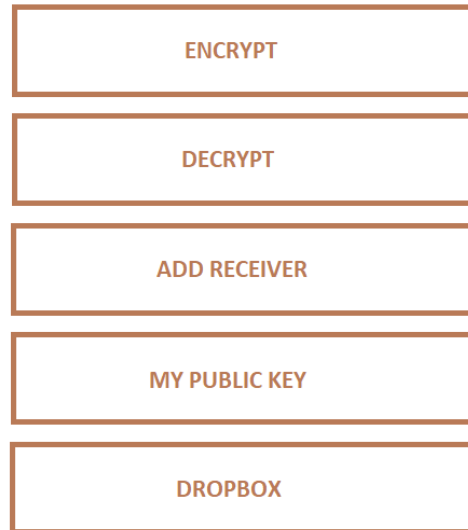 ENCRYPT
DECRYPT
ADD RECEIVER
MY PUBLIC KEY
DROPBOX